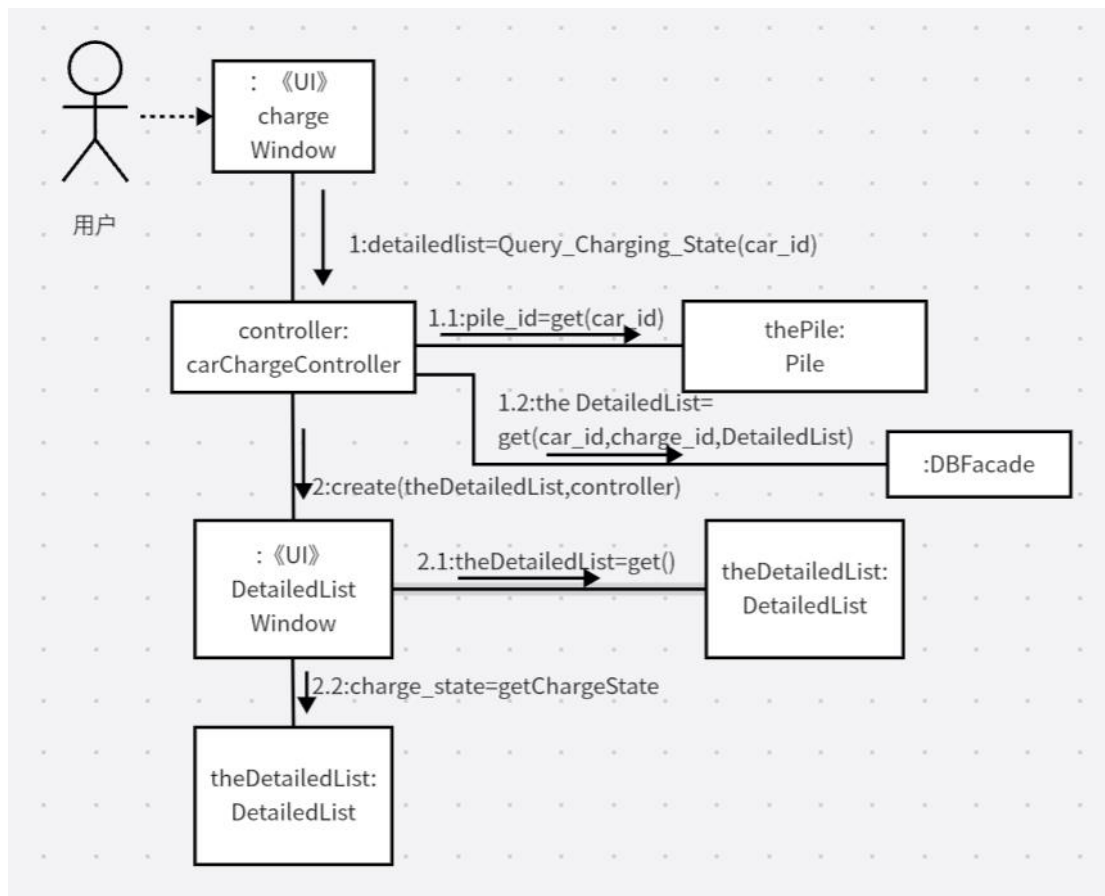 : 《UI》
charge
Window
用户
1:detailedlist=Query_Charging_State(car_id)
controller:
carChargeController
1.1:pile_id=get(car_id)
thePile:
Pile
1.2:the DetailedList=
get(car_id,charge_id,DetailedList)
:DBFacade
2:create(theDetailedList,controller)
:《UI》
DetailedList
Window
2.1:theDetailedList=get()
theDetailedList:
DetailedList
2.2:charge_state=getChargeState
theDetailedList:
DetailedList